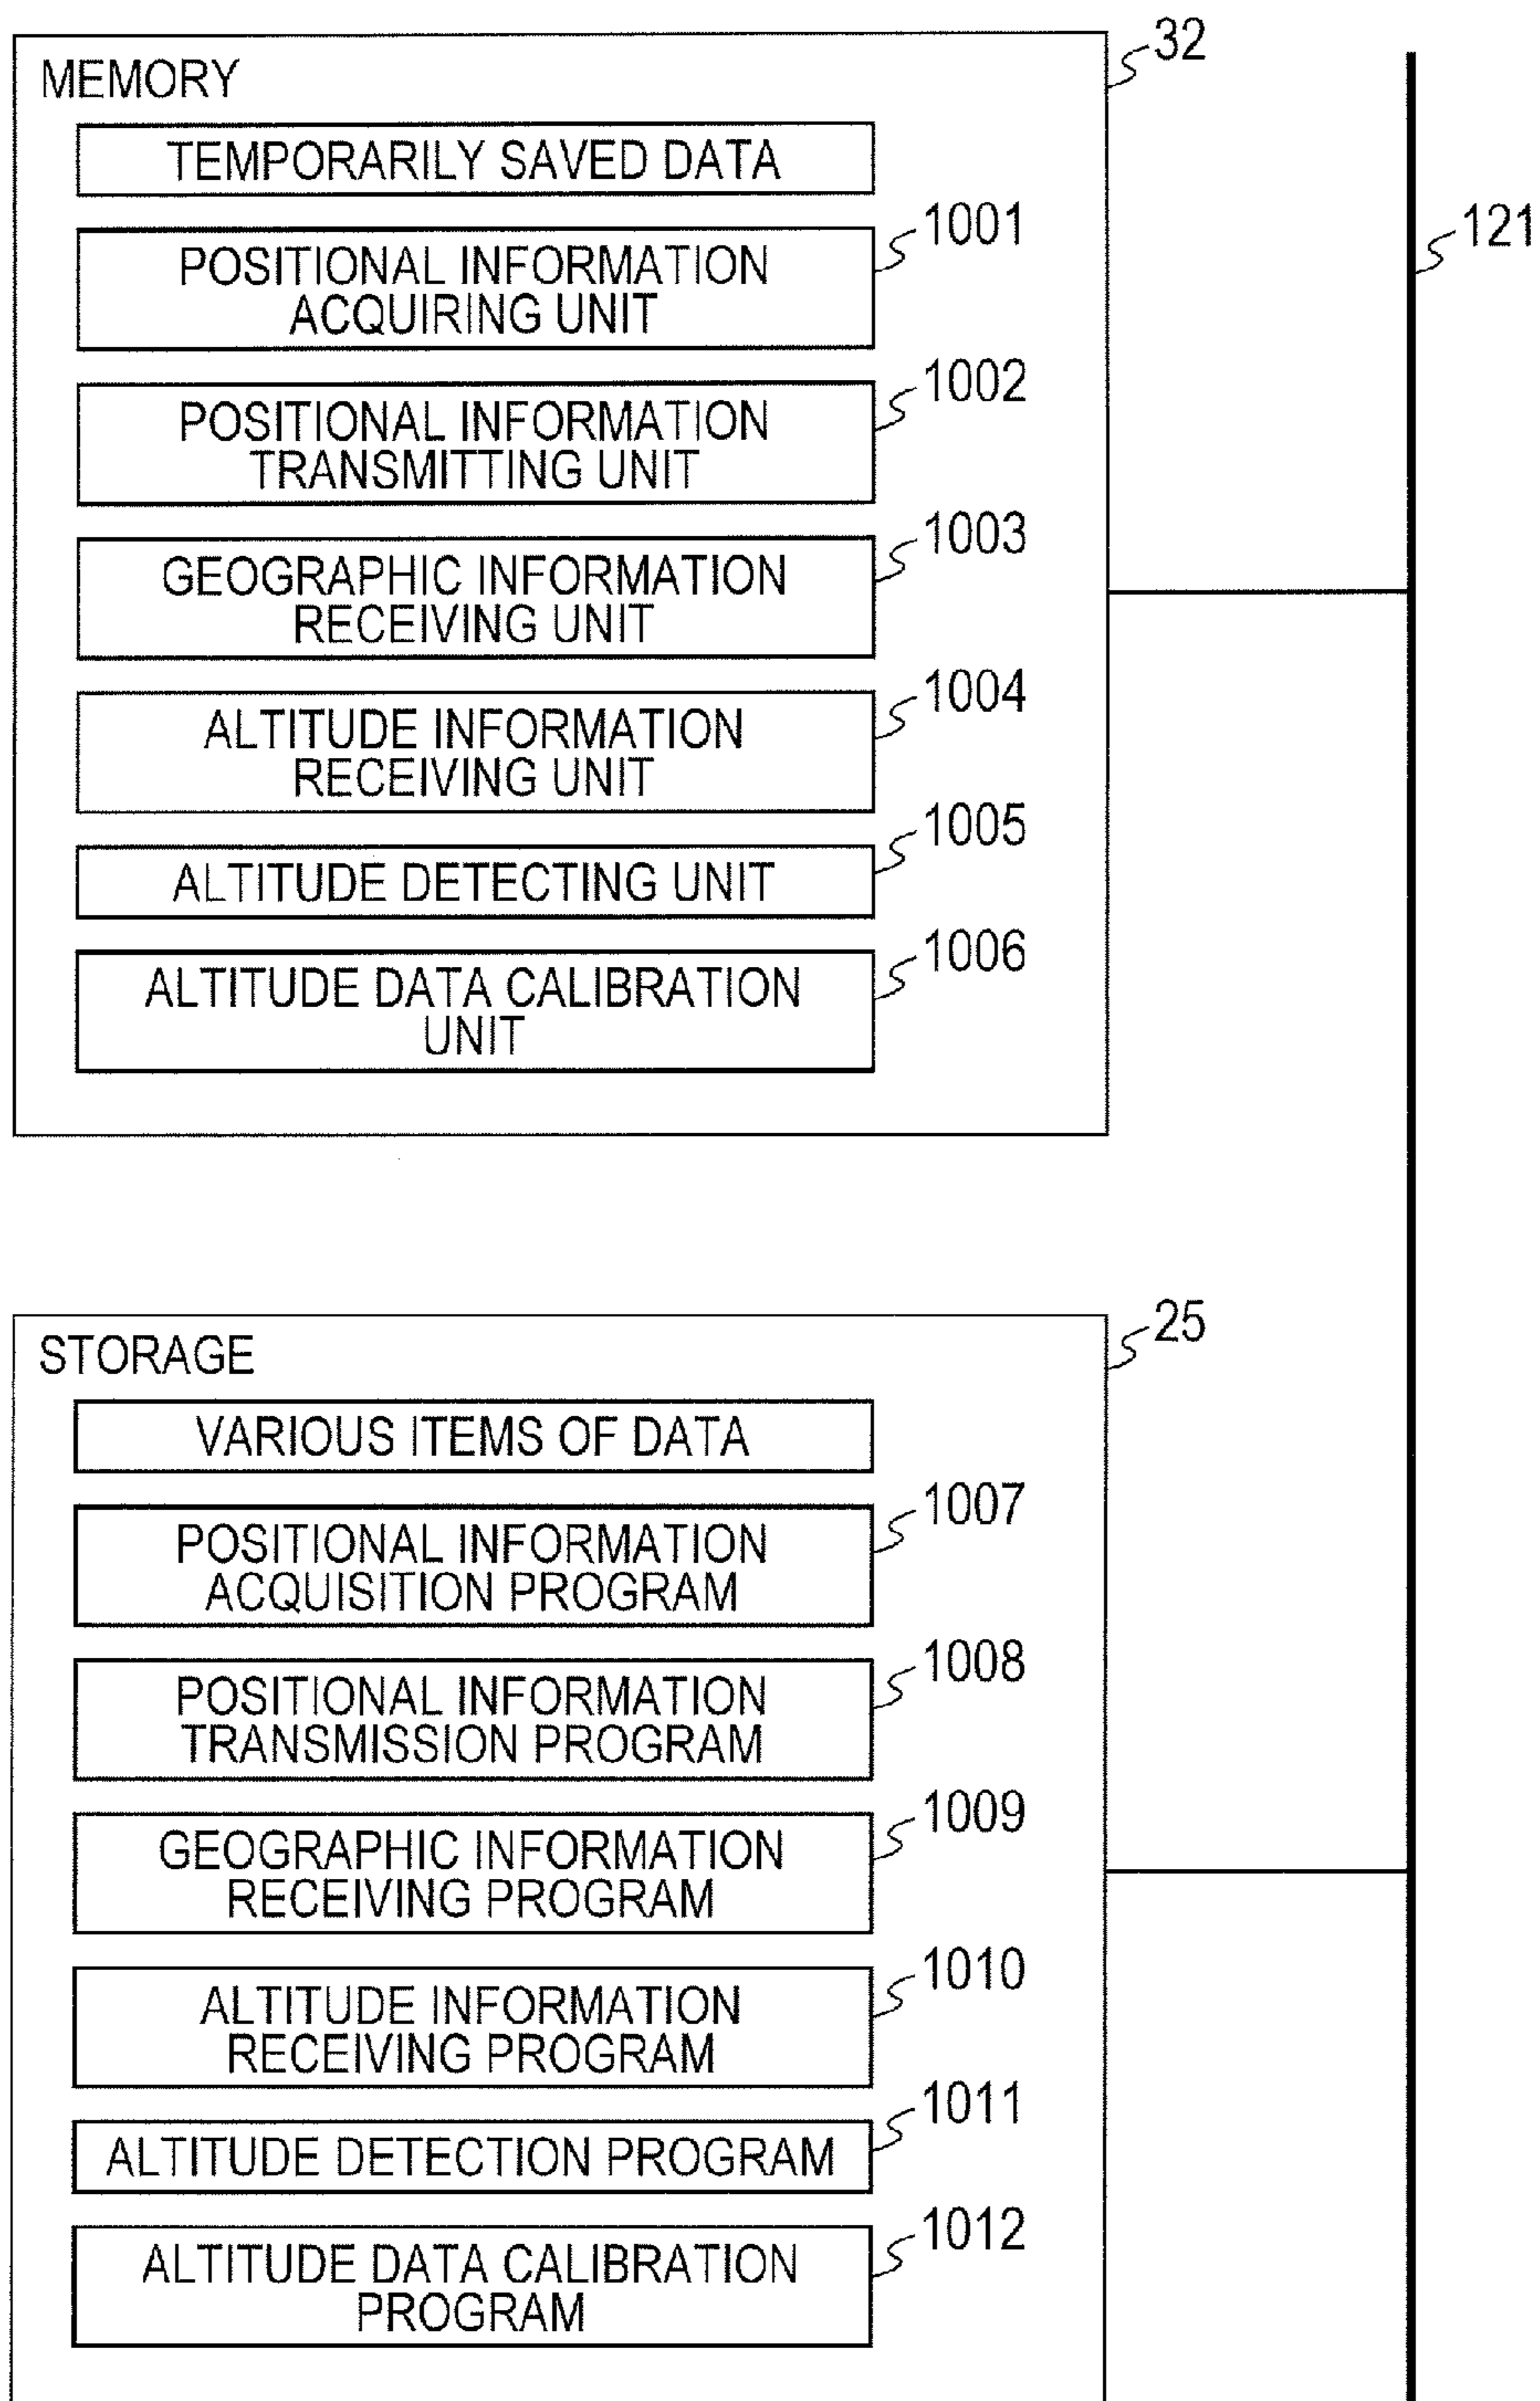 32
MEMORY
TEMPORARILY SAVED DATA
1001
121
POSITIONAL INFORMATION
ACQUIRING UNIT
1002
POSITIONAL INFORMATION
TRANSMITTING UNIT
1003
GEOGRAPHIC INFORMATION
RECEIVING UNIT
1004
ALTITUDE INFORMATION
RECEIVING UNIT
1005
ALTITUDE DETECTING UNIT
1006
ALTITUDE DATA CALIBRATION
UNIT
25
STORAGE
VARIOUS ITEMS OF DATA
1007
POSITIONAL INFORMATION
ACQUISITION PROGRAM
1008
POSITIONAL INFORMATION
TRANSMISSION PROGRAM
1009
GEOGRAPHIC INFORMATION
RECEIVING PROGRAM
1010
ALTITUDE INFORMATION
RECEIVING PROGRAM
1011
ALTITUDE DETECTION PROGRAM
1012
ALTITUDE DATA CALIBRATION
PROGRAM